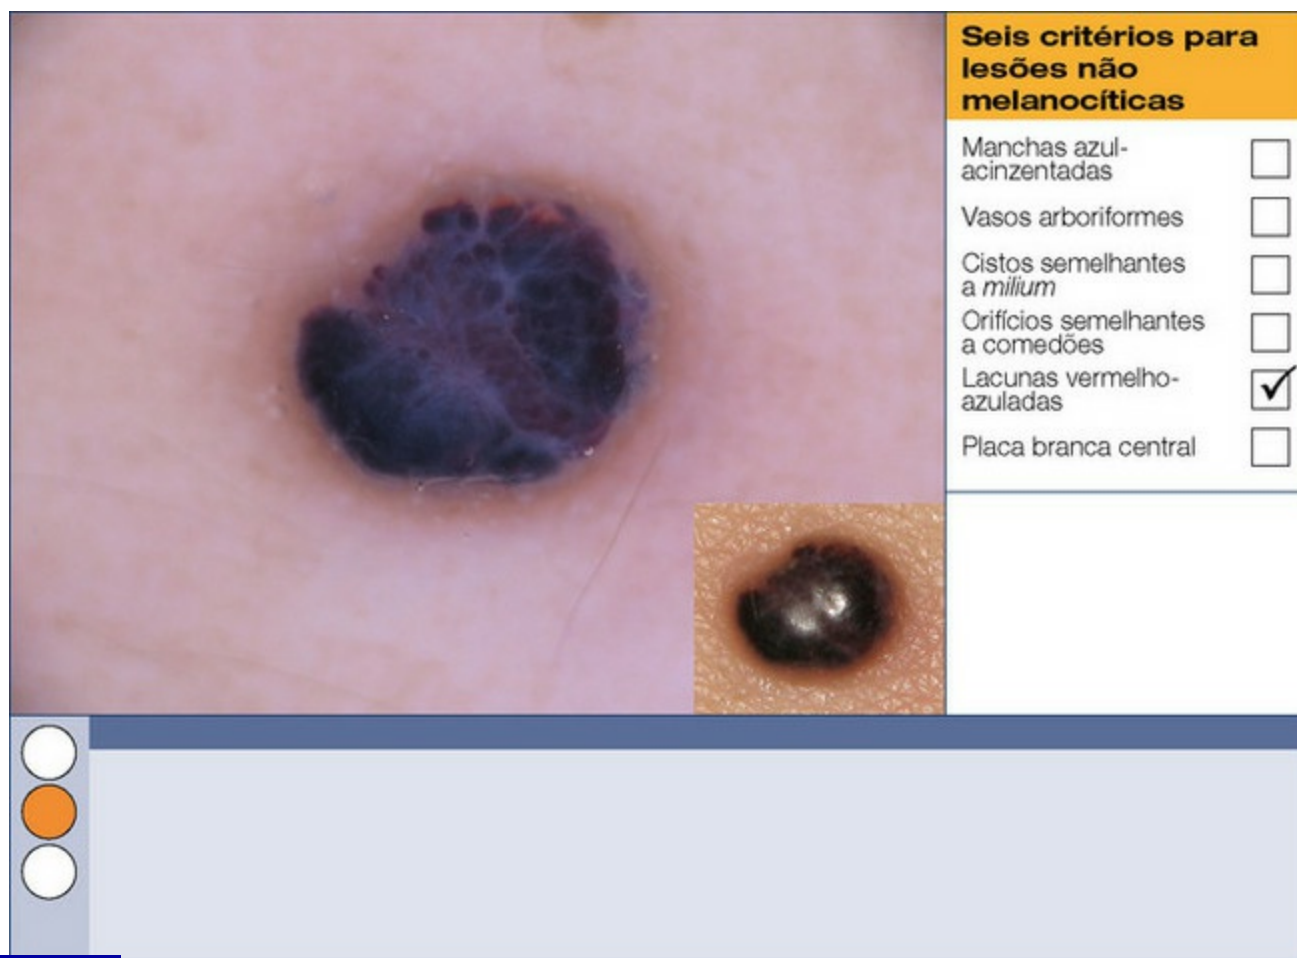 Seis critérios para
lesões não
melanocíticas
Manchas azul-
acinzentadas
Vasos arboriformes
Cistos semelhantes
a milium
Orifícios semelhantes
a comedões
Lacunas vermelho-
azuladas
Placa branca central